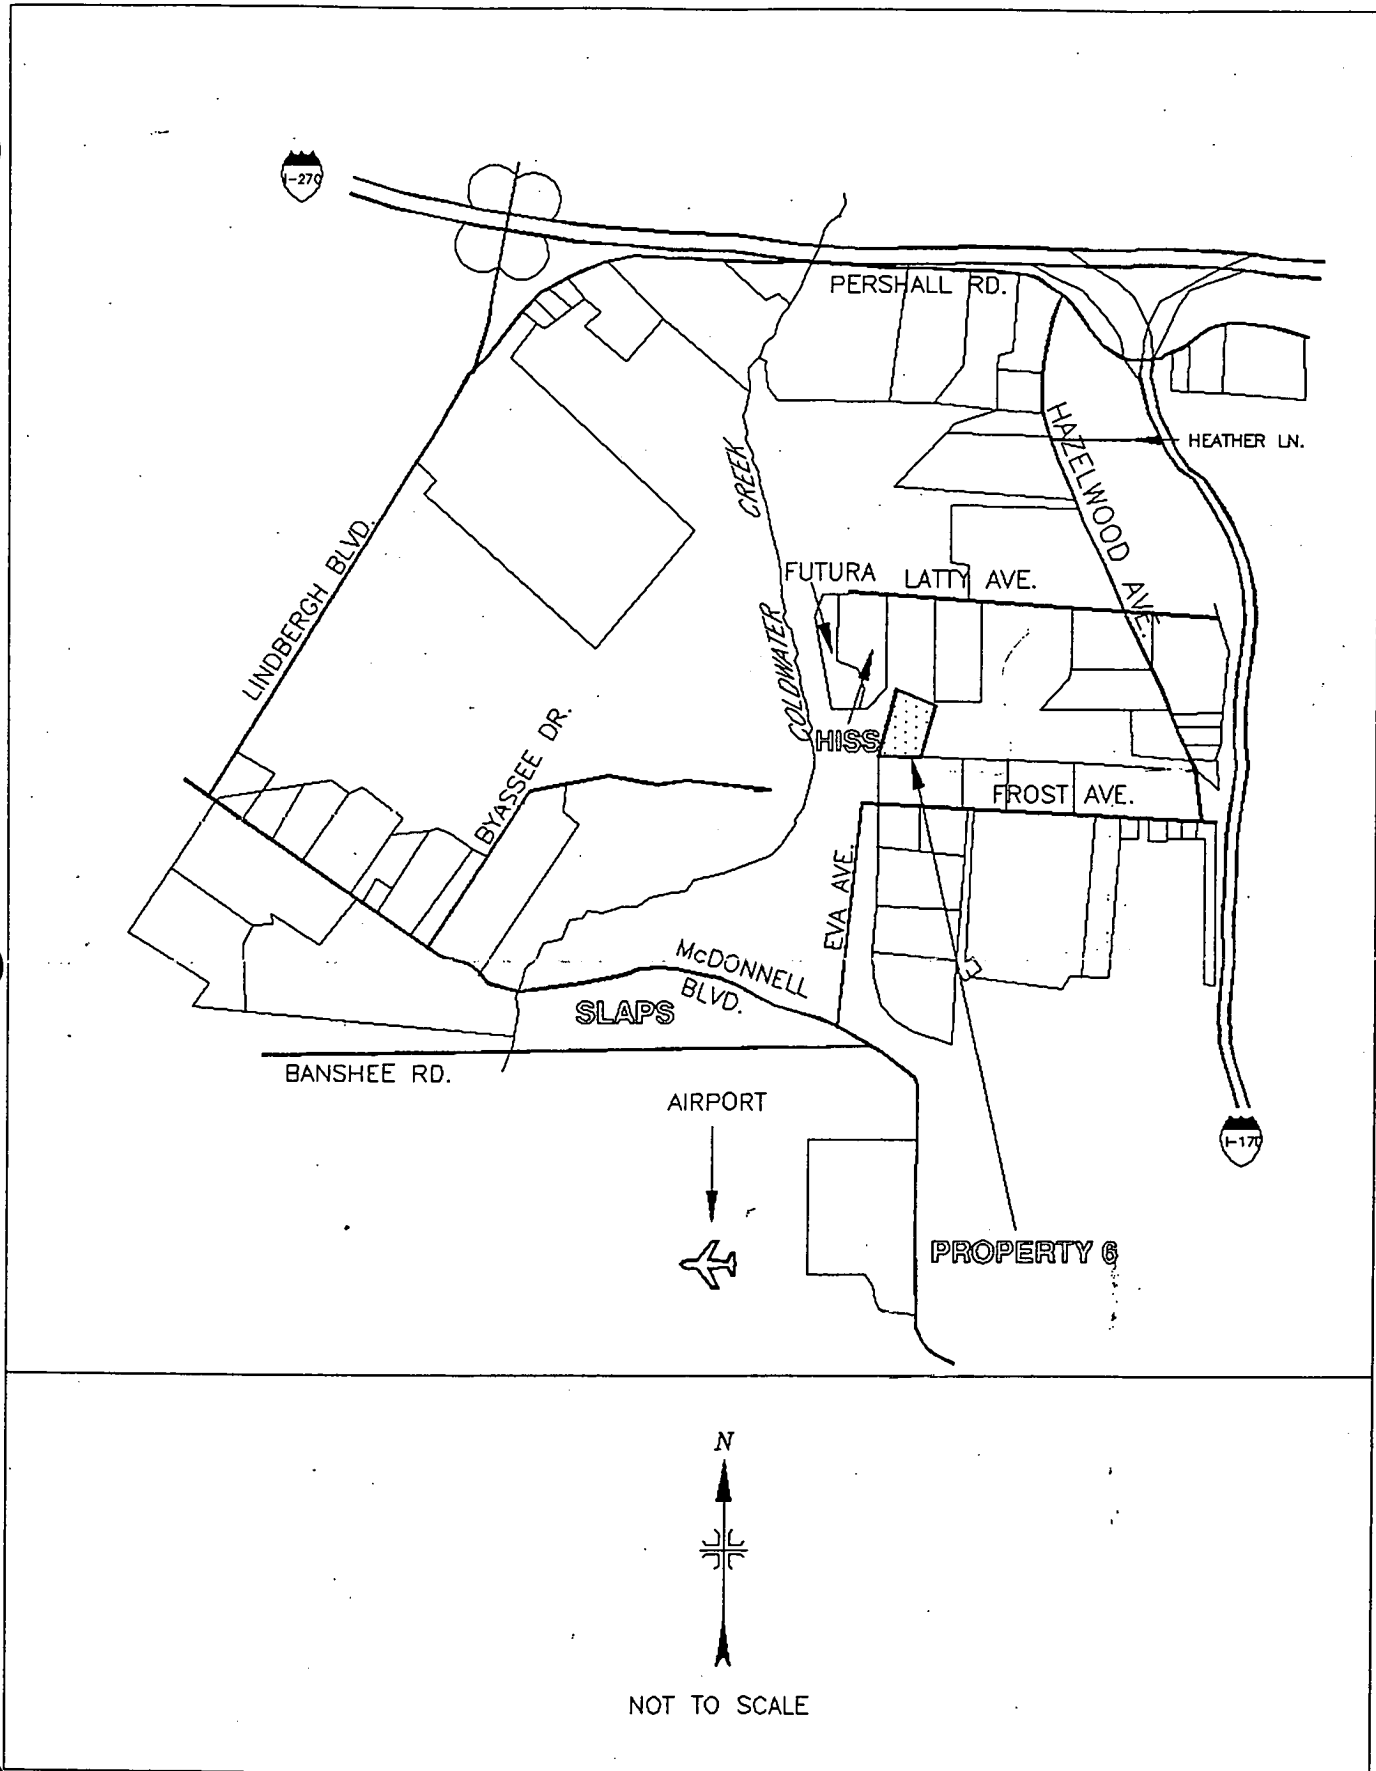 I-270
PERSHALL RD.
HEATHER LN.
HAZELWOOD AVE.
CREEK
LINDBERGH BLVD.
FUTURA
LATTY AVE.
COLDWATER
HISS
BYASSEE DR.
FROST AVE.
EVA AVE.
McDONNELL
BLVD.
SLAPS
BANSHEE RD.
AIRPORT
I-170
PROPERTY 6
N
NOT TO SCALE